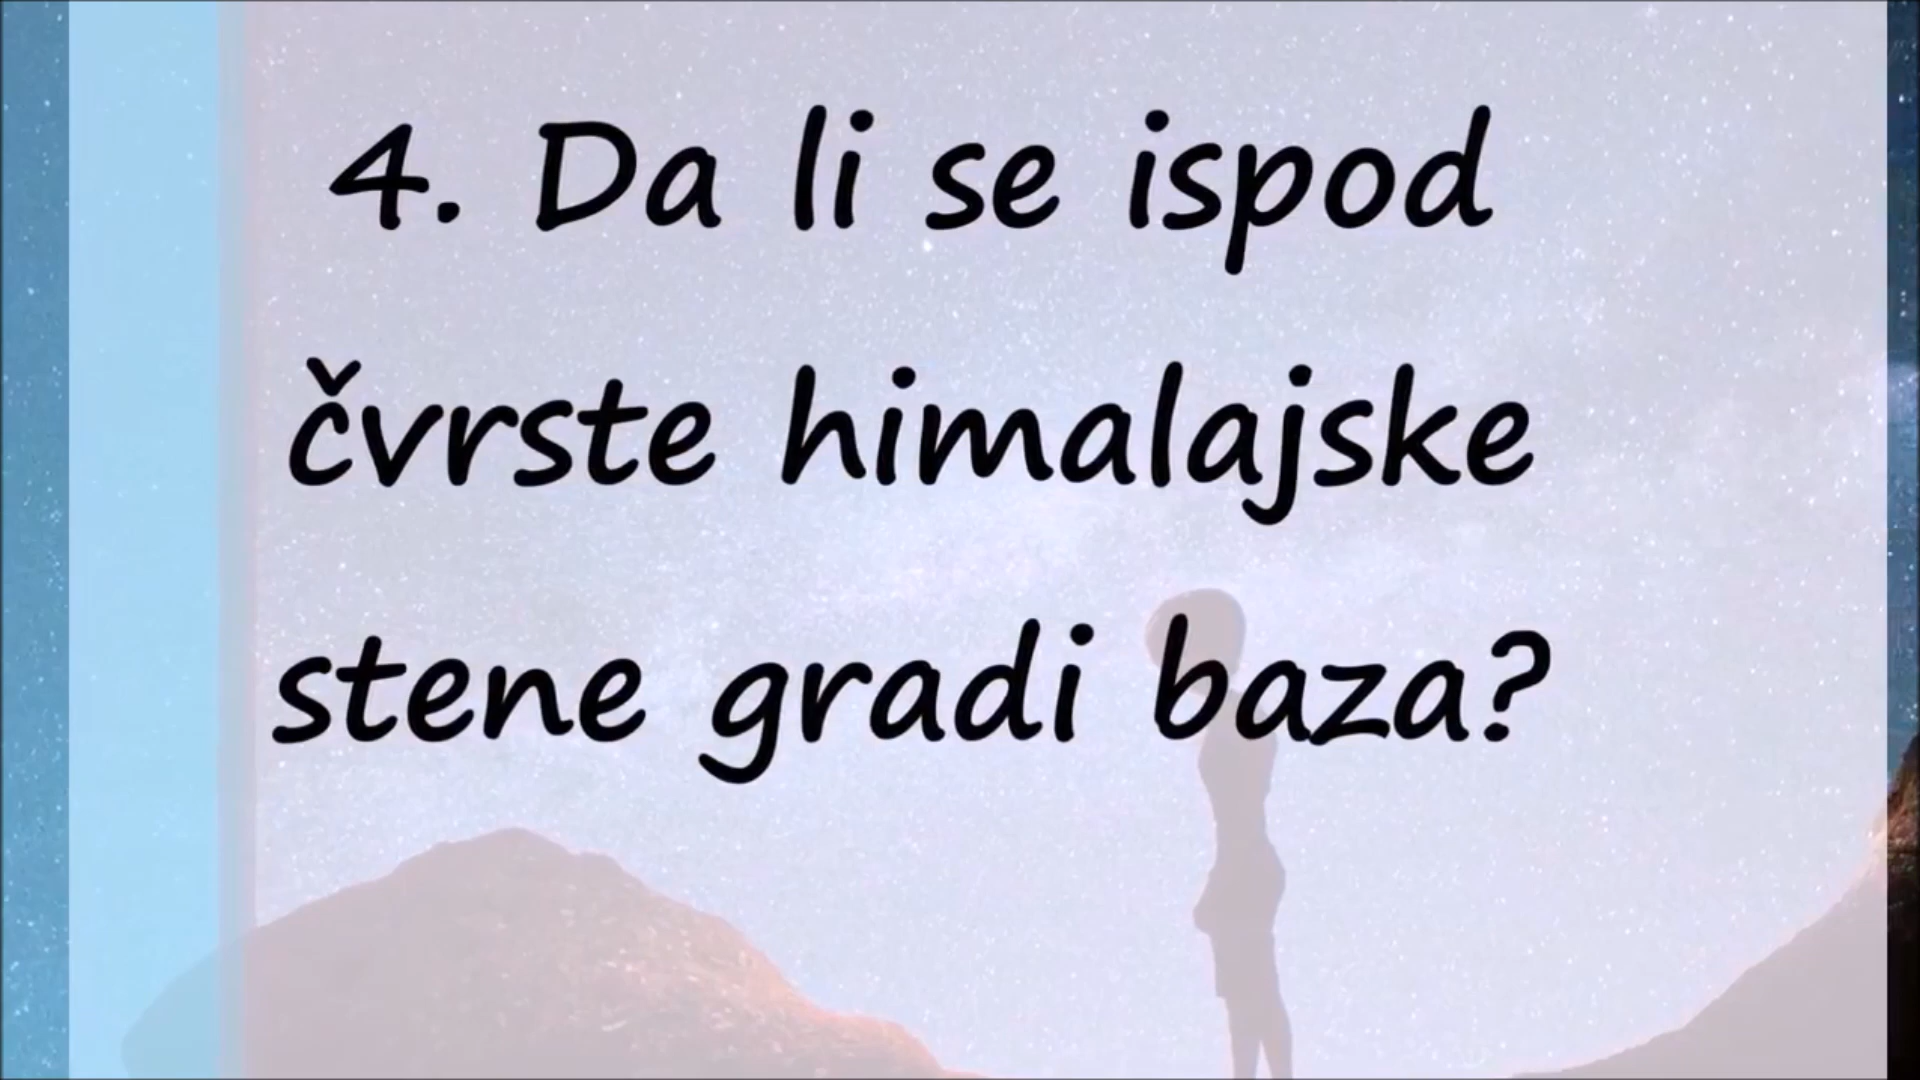 4. Da li se ispod
čvrste himalajske
stene gradi baza?